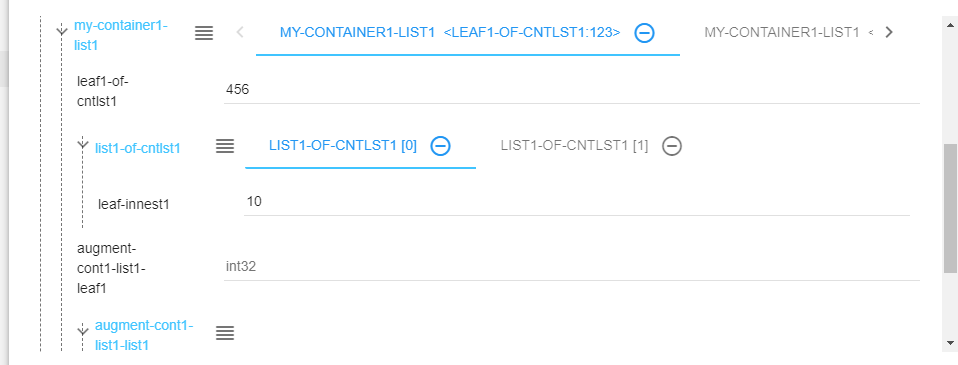 my-container1-
list1
MY-CONTAINER1-LIST1 <LEAF1-OF-CNTLST1:123>
MY-CONTAINER1-LIST1 <
leaf1-of-
cntlst1
456
list1-of-cntlst1
LIST1-OF-CNTLST1 [0]
LIST1-OF-CNTLST1 [1]
leaf-innest1
10
augment-
cont1-list1-
leaf1
int32
augment-cont1-
list1-list1